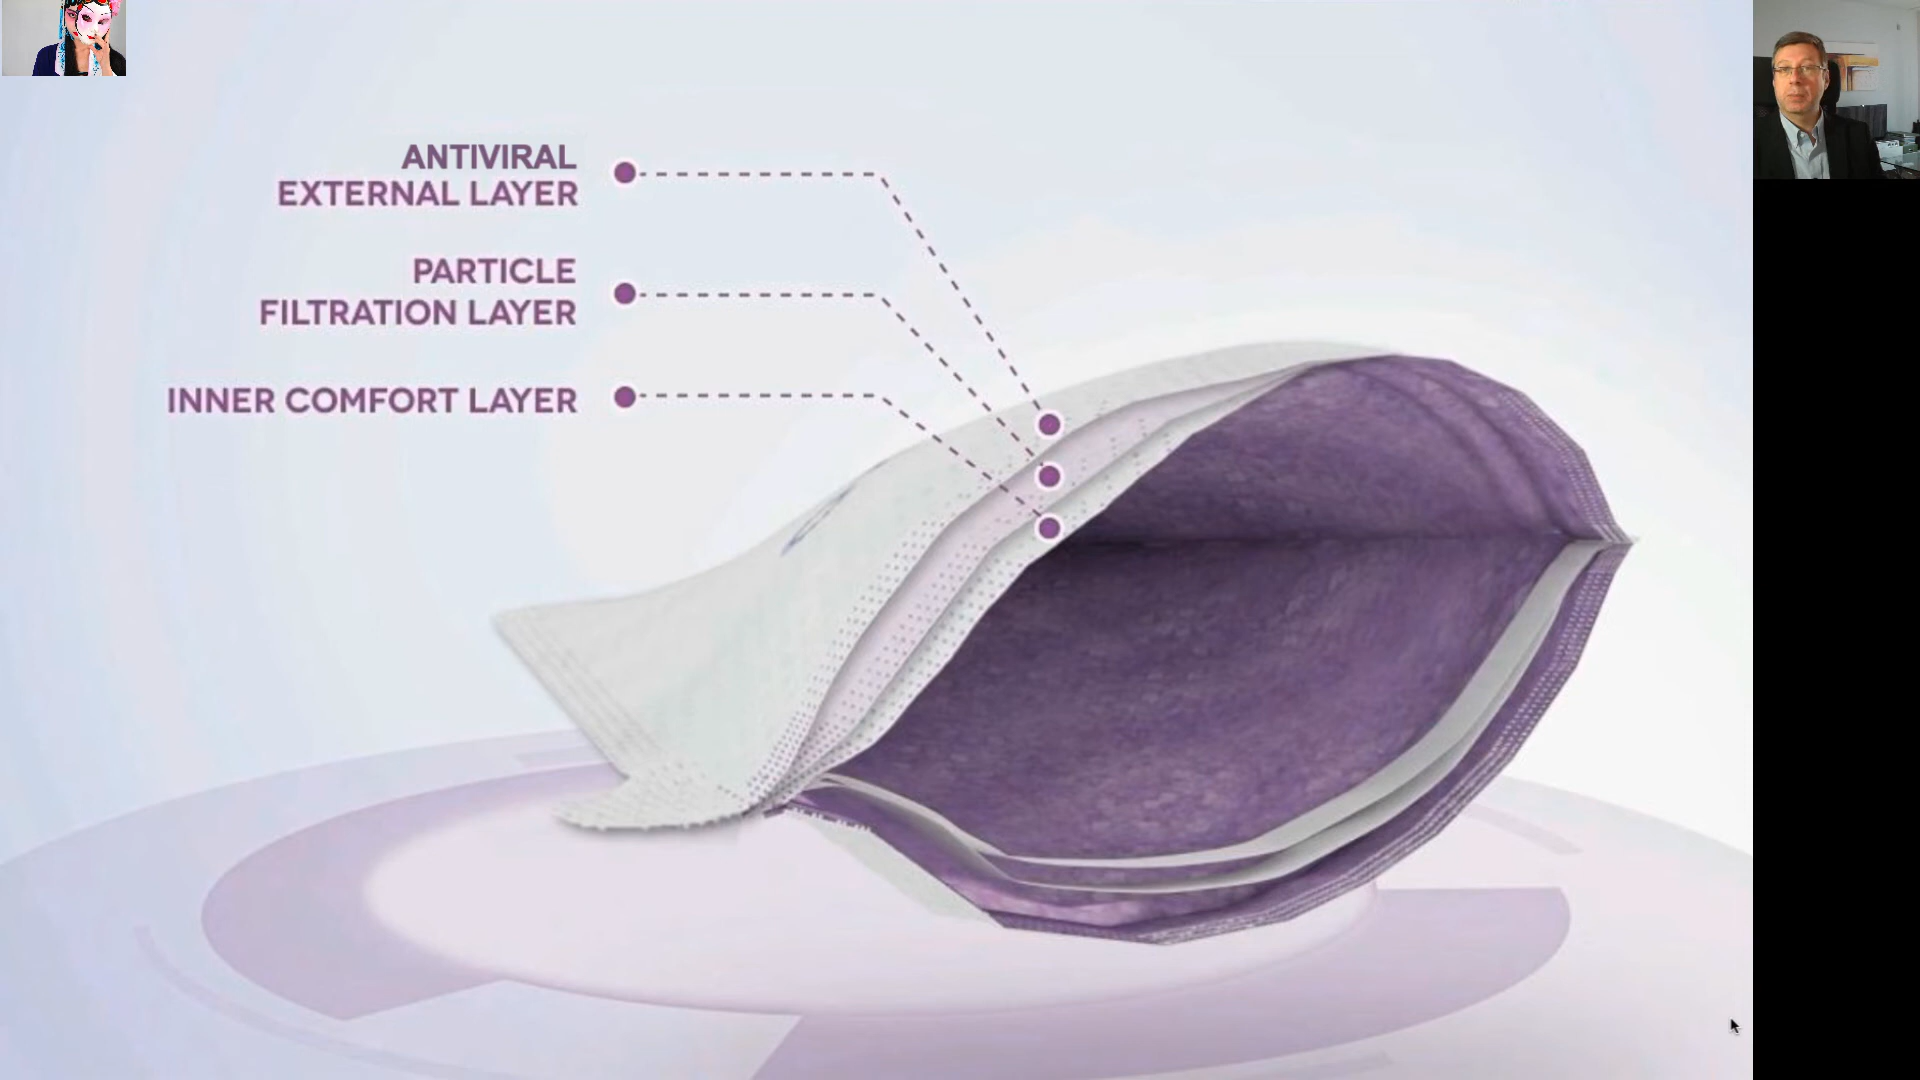 ANTIVIRAL
EXTERNAL LAYER
PARTICLE
FILTRATION LAYER
INNER COMFORT LAYER